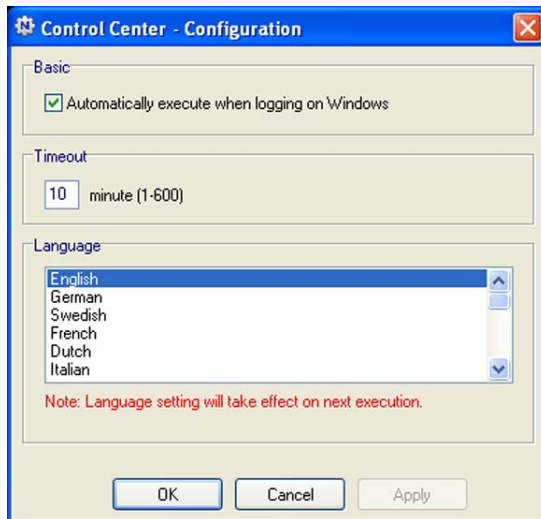 Control Center - Configuration
Basic
Automatically execute when logging on Windows
Timeout
10 minute (1-600)
Language
English
German
Swedish
French
Dutch
Italian
Note: Language setting will take effect on next execution.
OK Cancel Apply